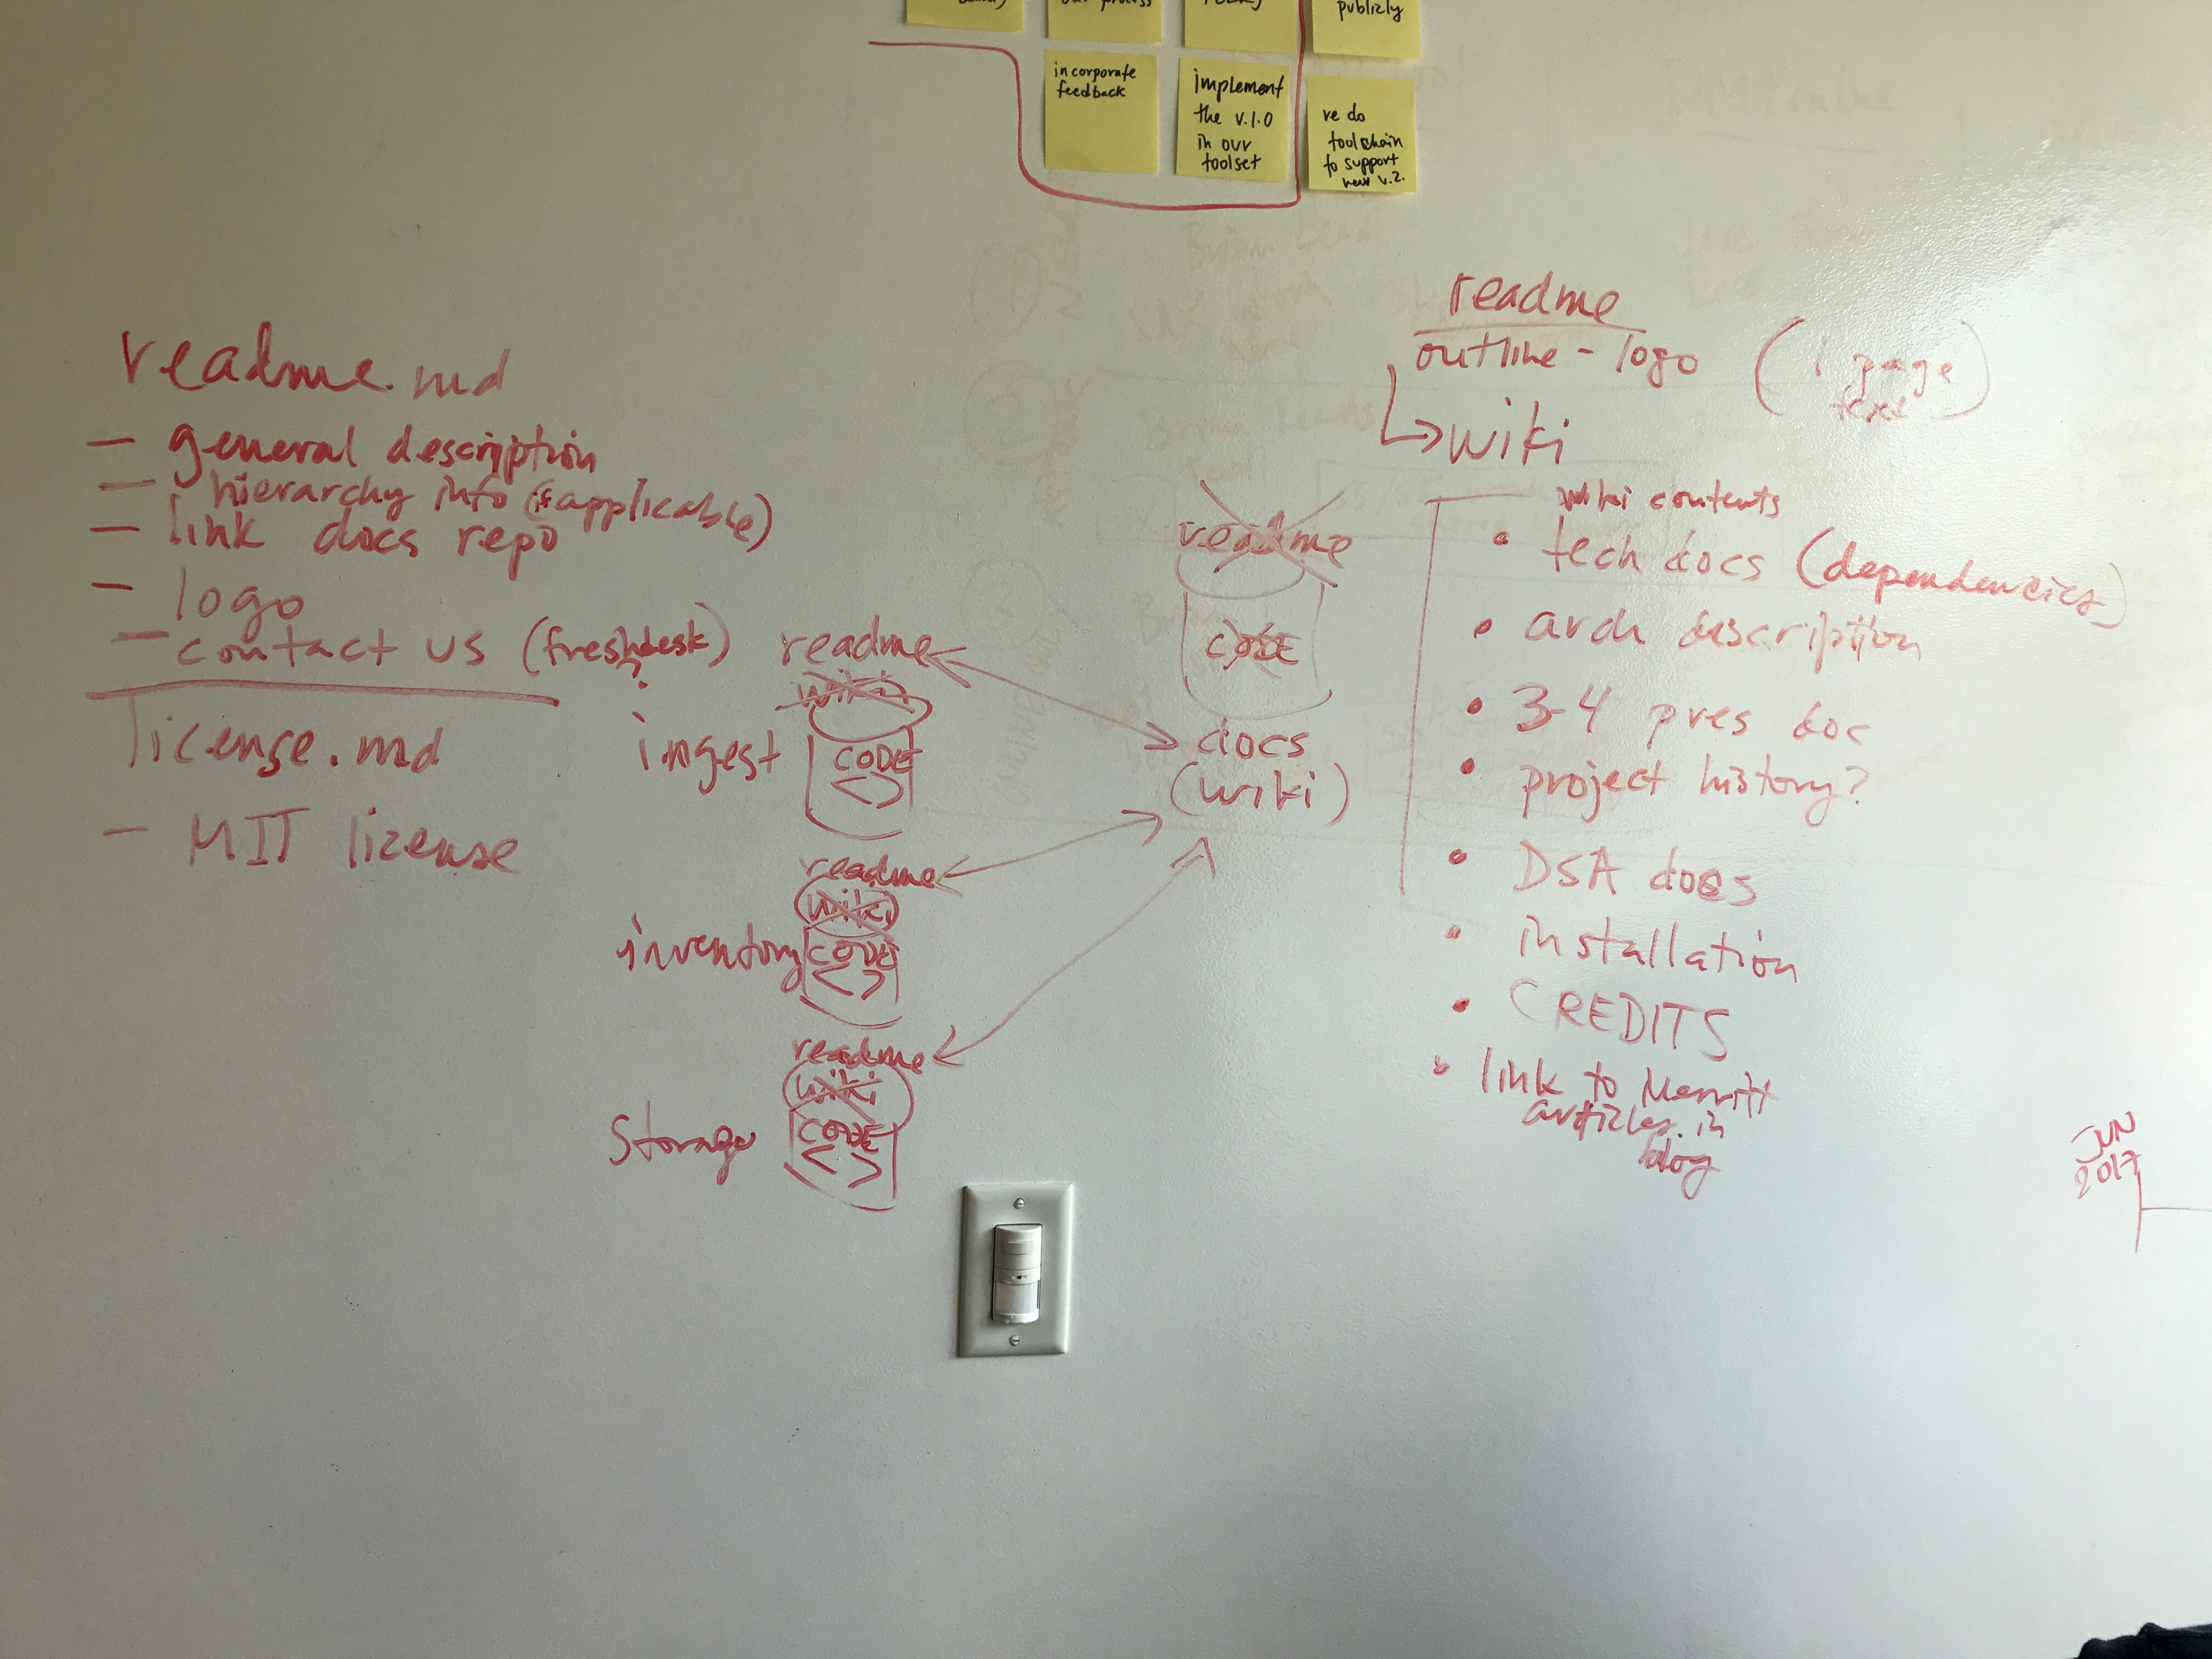 our process
publicly
incorporate
feedback
implement
the v.1.0
in our
toolset
re do
toolchain
to support
new v.2.
readme.md
— general description
— hierarchy info (if applicable)
— link docs repo
— logo
— contact us (freshdesk)
?
license.md
— MIT license
readme
wiki
ingest
CODE
< >
readme
wiki
inventory
CODE
< >
readme
wiki
Storage
CODE
< >
readme
CODE
docs
(wiki)
readme
outline - logo (1 page
text)
wiki
wiki contents
• tech docs (dependencies)
• arch description
• 3-4 pres doc
• project history?
• DSA docs
• installation
• CREDITS
• link to Merritt
articles in
blog
JUN
2017